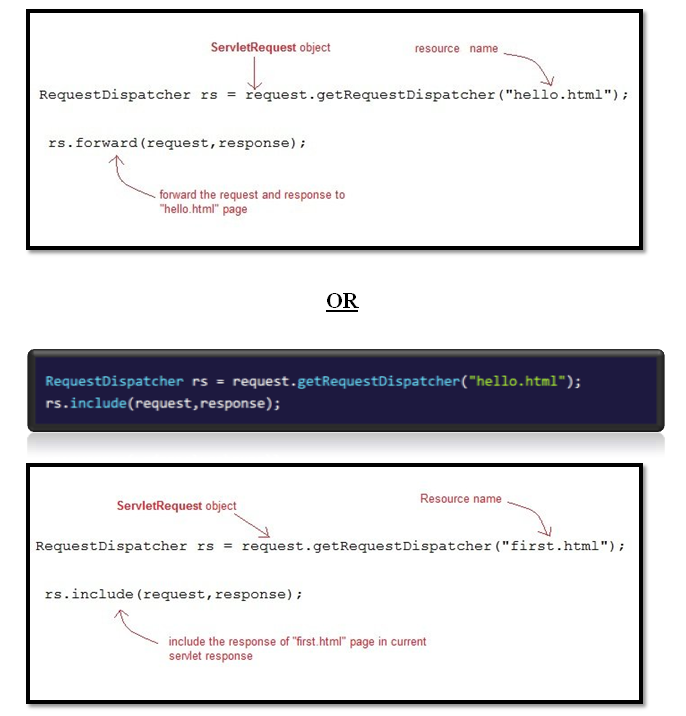 ServletRequest object resource name
RequestDispatcher rs = request.getRequestDispatcher("hello.html");
rs.forward(request,response);
forward the request and response to
"hello.html" page
OR
RequestDispatcher rs = request.getRequestDispatcher("hello.html");
rs.include(request,response);
ServletRequest object Resource name
RequestDispatcher rs = request.getRequestDispatcher("first.html");
rs.include(request,response);
include the response of "first.html" page in current
servlet response